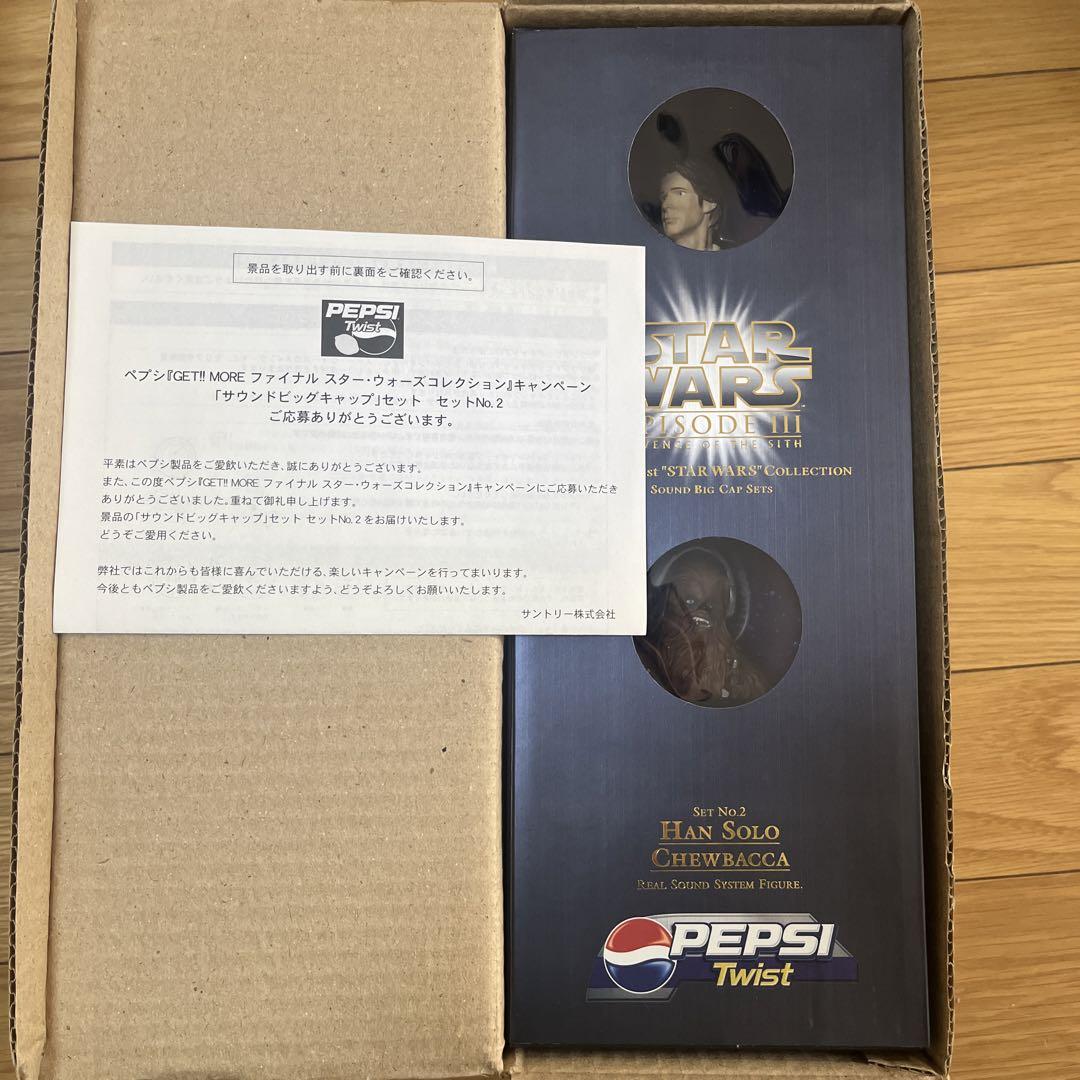 景品を取り出す前に裏面をご確認ください。
PEPSI
Twist
ペプシ『GET!! MORE ファイナル スター・ウォーズコレクション』キャンペーン
「サウンドビッグキャップ」セット セットNo. 2
ご応募ありがとうございます。
平素はペプシ製品をご愛飲いただき、誠にありがとうございます。
また、この度ペプシ『GET!! MORE ファイナル スター・ウォーズコレクション』キャンペーンにご応募いただき
ありがとうございました。重ねて御礼申し上げます。
景品の「サウンドビッグキャップ」セット セットNo. 2 をお届けいたします。
どうぞご愛用ください。
弊社ではこれからも皆様に喜んでいただける、楽しいキャンペーンを行ってまいります。
今後ともペプシ製品をご愛飲くださいますよう、どうぞよろしくお願いいたします。
サントリー株式会社
STAR
WARS
EPISODE III
VENGE OF THE SITH
st "STAR WARS" COLLECTION
SOUND BIG CAP SETS
SET NO.2
HAN SOLO
CHEWBACCA
REAL SOUND SYSTEM FIGURE.
PEPSI
Twist